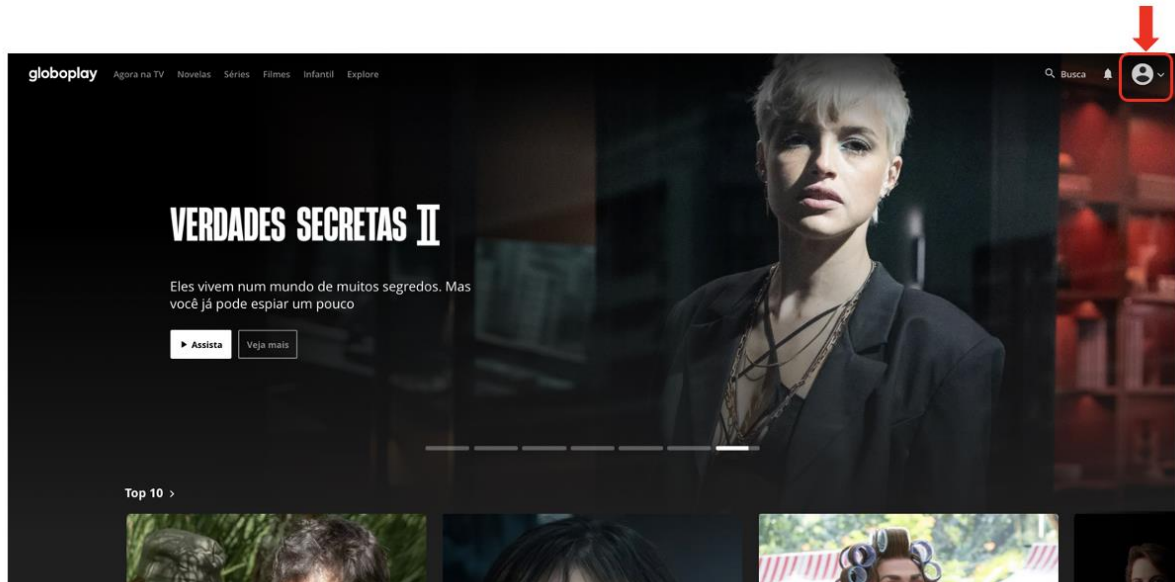 globoplay
Agora na TV Novelas Séries Filmes Infantil Explore
Busca
VERDADES SECRETAS II
Eles vivem num mundo de muitos segredos. Mas
você já pode espiar um pouco
Assista Veja mais
Top 10 >